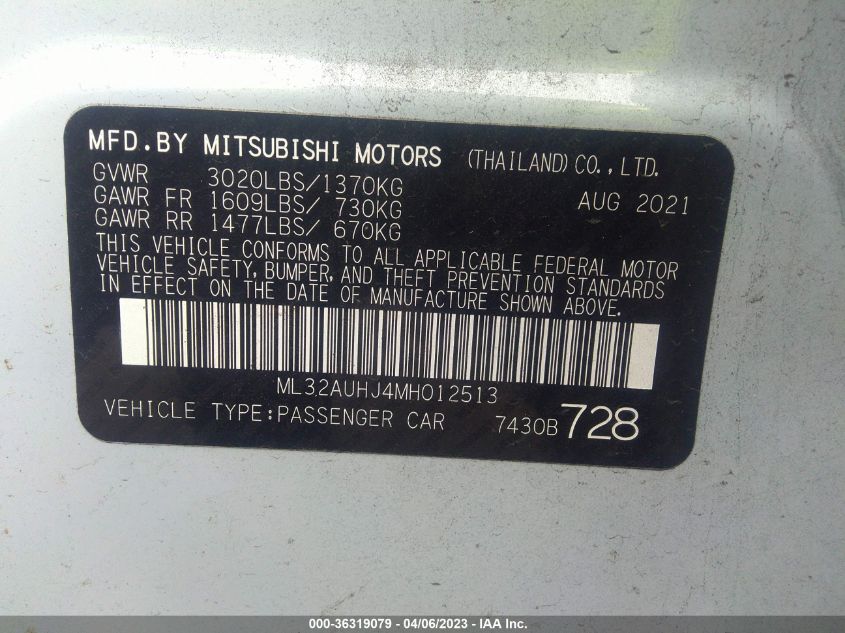 MFD.BY MITSUBISHI MOTORS (THAILAND) CO., LTD.
GVWR 3020LBS/1370KG AUG 2021
GAWR FR 1609LBS/ 730KG
GAWR RR 1477LBS/ 670KG
THIS VEHICLE CONFORMS TO ALL APPLICABLE FEDERAL MOTOR
VEHICLE SAFETY, BUMPER, AND THEFT PREVENTION STANDARDS
IN EFFECT ON THE DATE OF MANUFACTURE SHOWN ABOVE.
ML32AUHJ4MH012513
VEHICLE TYPE:PASSENGER CAR 7430B 728
000-36319079 - 04/06/2023 - IAA Inc.